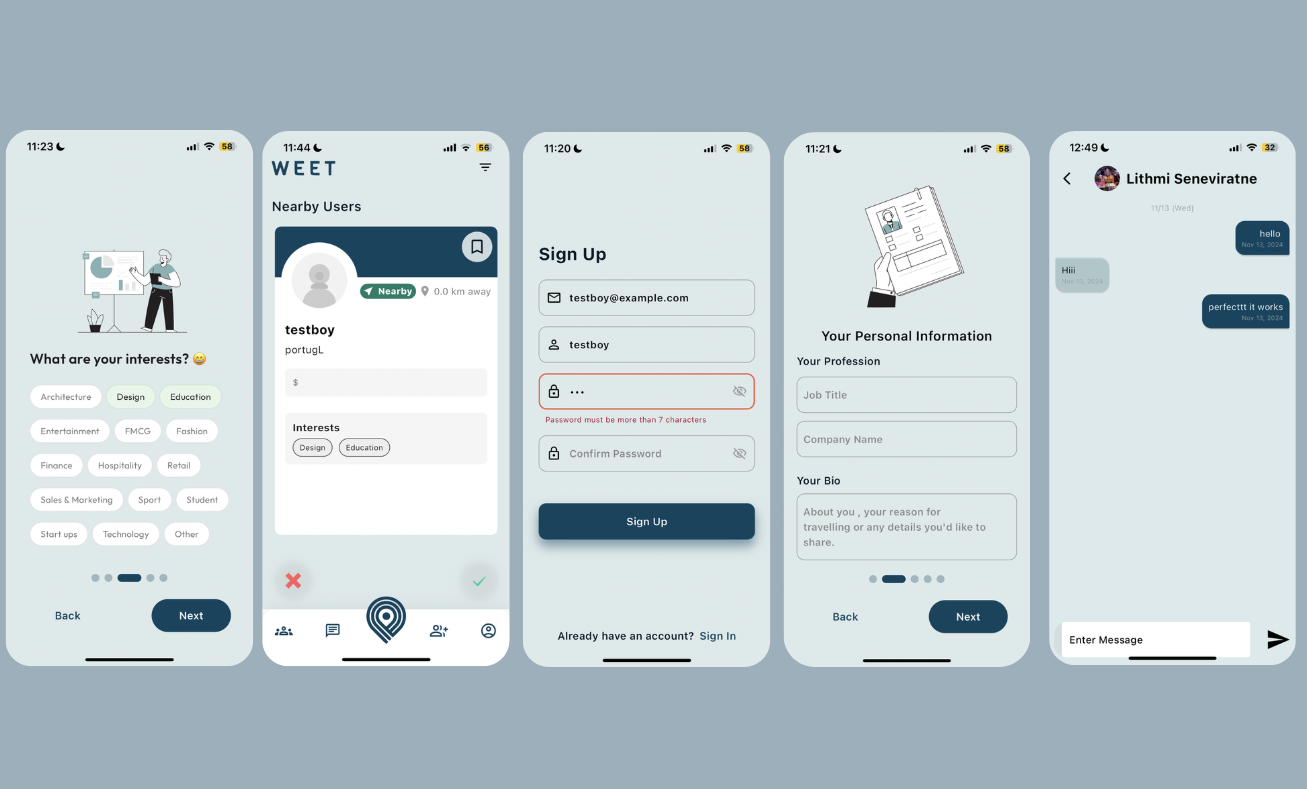 11:23
58
What are your interests? 😄
Architecture Design Education
Entertainment FMCG Fashion
Finance Hospitality Retail
Sales & Marketing Sport Student
Start ups Technology Other
Back Next
11:44
56
WEET
Nearby Users
Nearby 0.0 km away
testboy
portugL
$
Interests
Design Education
11:20
58
Sign Up
testboy@example.com
testboy
•••
Password must be more than 7 characters
Confirm Password
Sign Up
Already have an account? Sign In
11:21
58
Your Personal Information
Your Profession
Job Title
Company Name
Your Bio
About you , your reason for
travelling or any details you'd like to
share.
Back Next
12:49
32
Lithmi Seneviratne
11/13 (Wed)
hello
Nov 13, 2024
Hiii
Nov 13, 2024
perfecttt it works
Nov 13, 2024
Enter Message